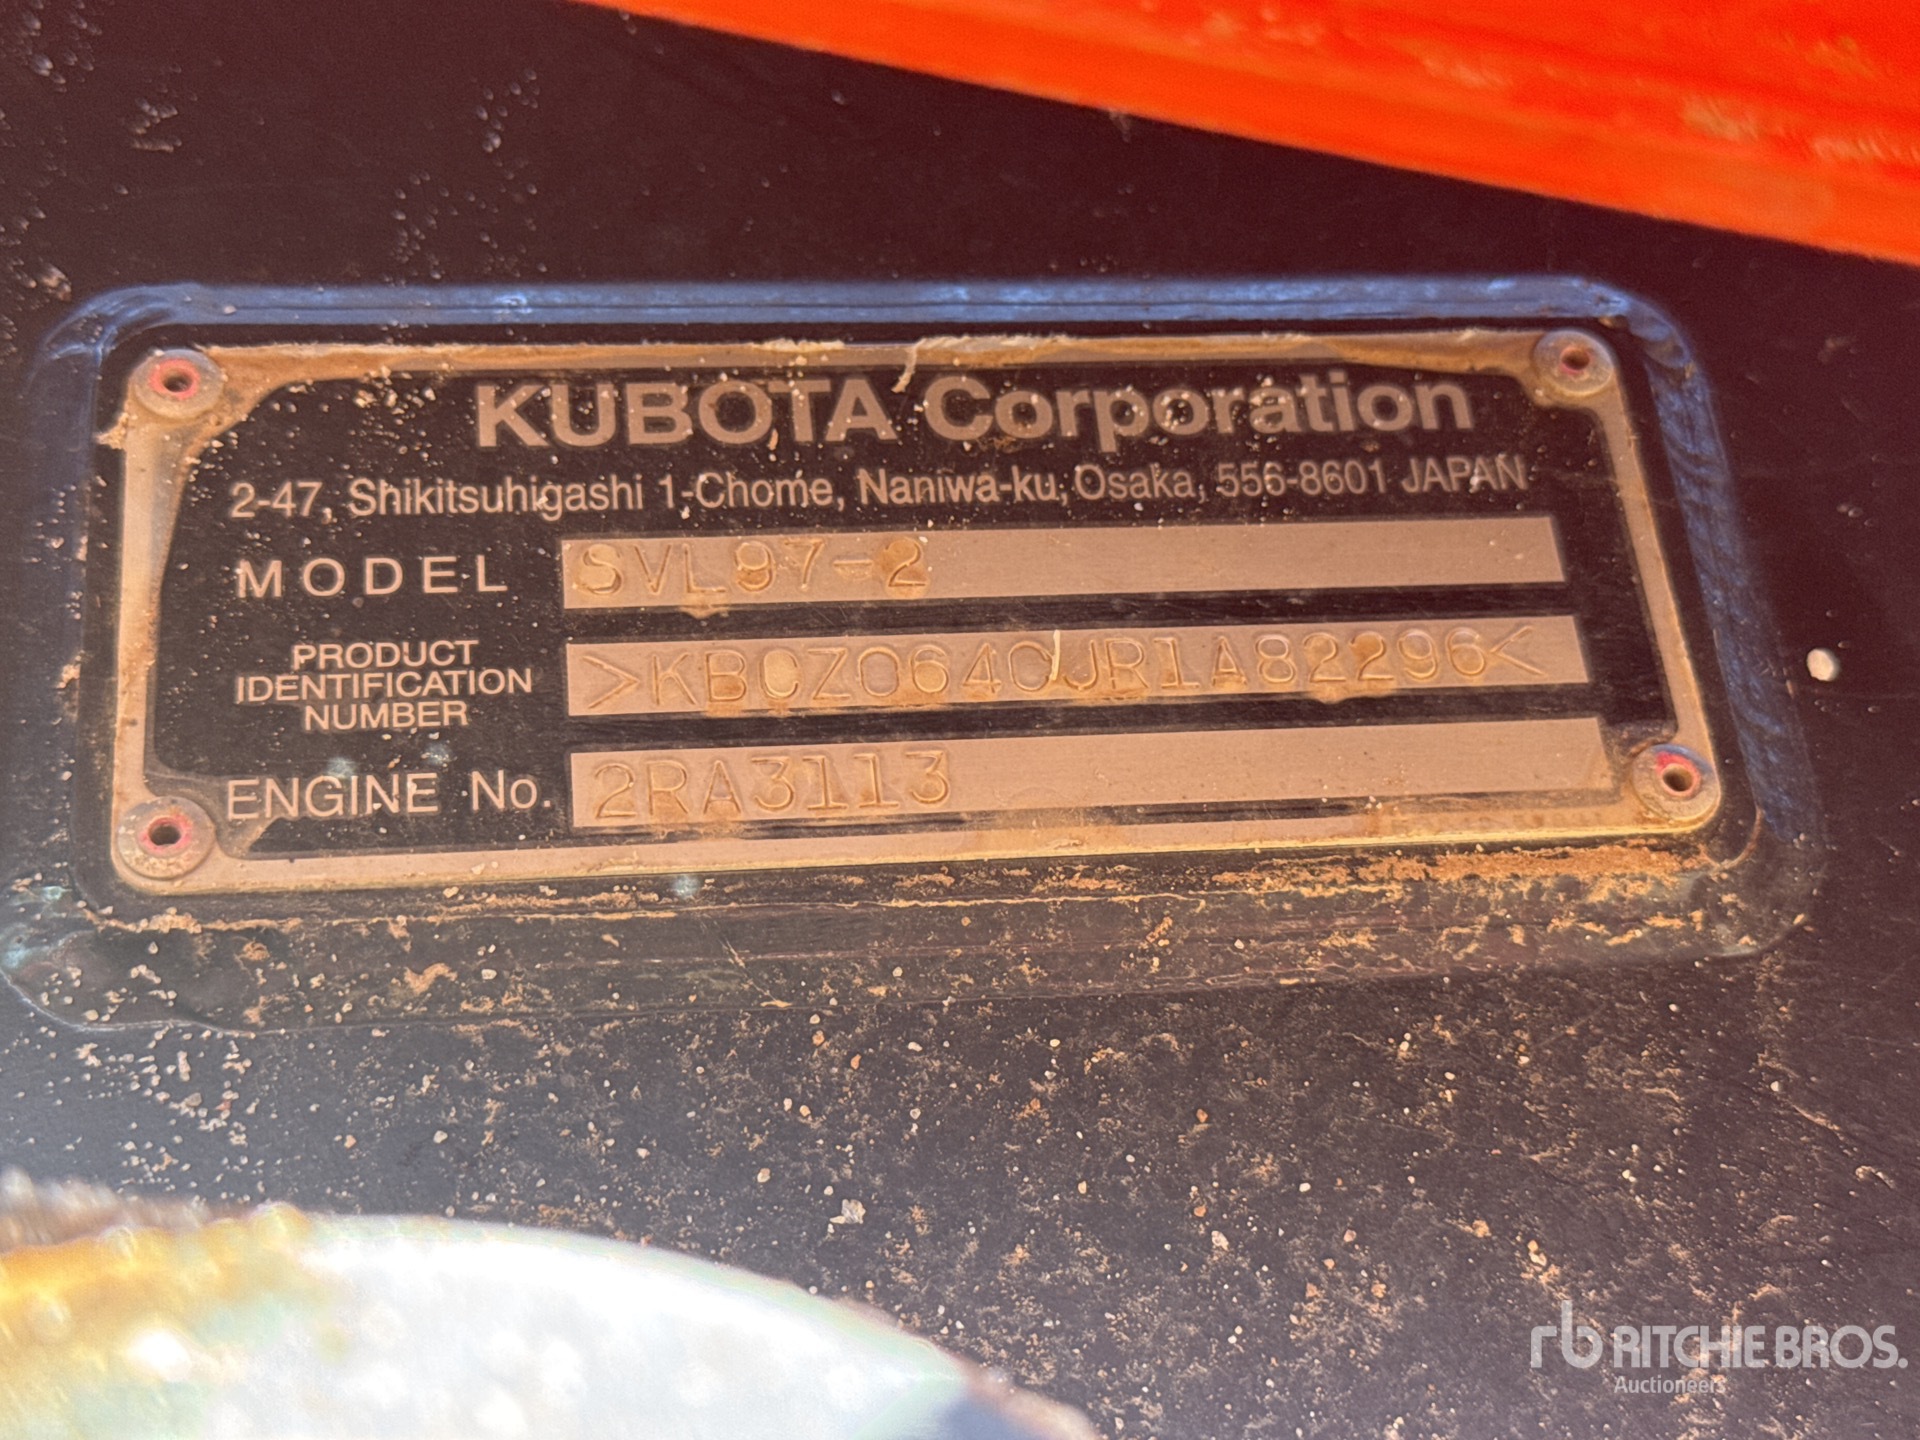 KUBOTA Corporation
2-47, Shikitsuhigashi 1-Chome, Naniwa-ku, Osaka, 556-8601 JAPAN
MODEL SVL97-2
PRODUCT IDENTIFICATION NUMBER >KBCZ064CJR1A82296<
ENGINE No. 2RA3113
rb RITCHIE BROS.
Auctioneers